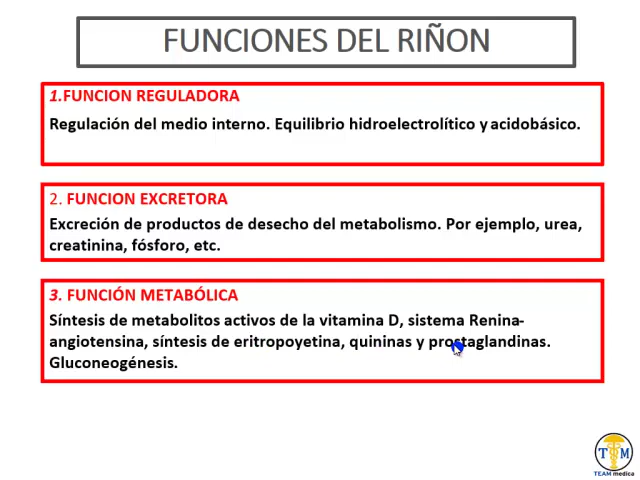 FUNCIONES DEL RIÑON
1.FUNCION REGULADORA
Regulación del medio interno. Equilibrio hidroelectrolítico y acidobásico.
2. FUNCION EXCRETORA
Excreción de productos de desecho del metabolismo. Por ejemplo, urea,
creatinina, fósforo, etc.
3. FUNCIÓN METABÓLICA
Síntesis de metabolitos activos de la vitamina D, sistema Renina-
angiotensina, síntesis de eritropoyetina, quininas y prostaglandinas.
Gluconeogénesis.
T M
TEAM medica